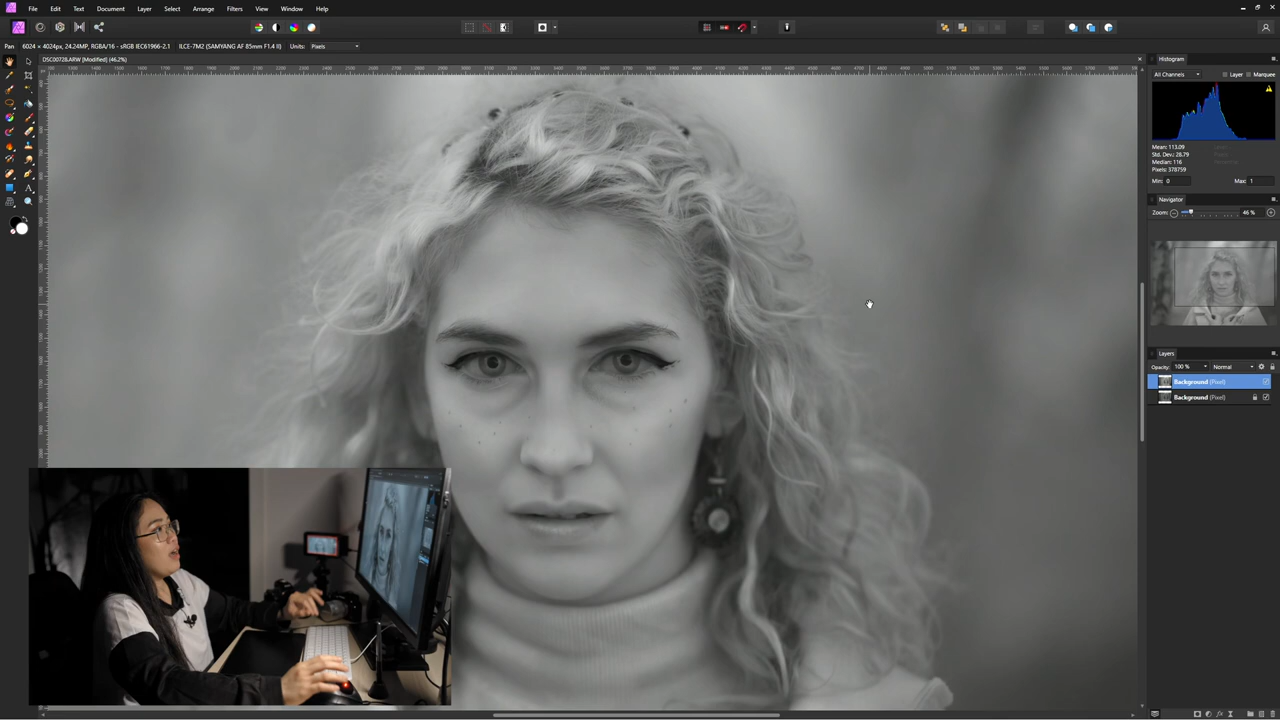 File Edit Text Document Layer Select Arrange Filters View Window Help
Pan 6024 × 4024px, 24.24MP, RGBA/16 - sRGB IEC61966-2.1 ILCE-7M2 (SAMYANG AF 85mm F1.4 II) Units: Pixels
DSC00728.ARW [Modified] (46.2%)
Histogram
All Channels Layer Marquee
Mean: 113.09
Std. Dev.: 28.79
Median: 116
Pixels: 378759
Min: 0 Max: 1
Navigator
Zoom: 46 %
Layers
Opacity: 100 % Normal
Background (Pixel)
Background (Pixel)